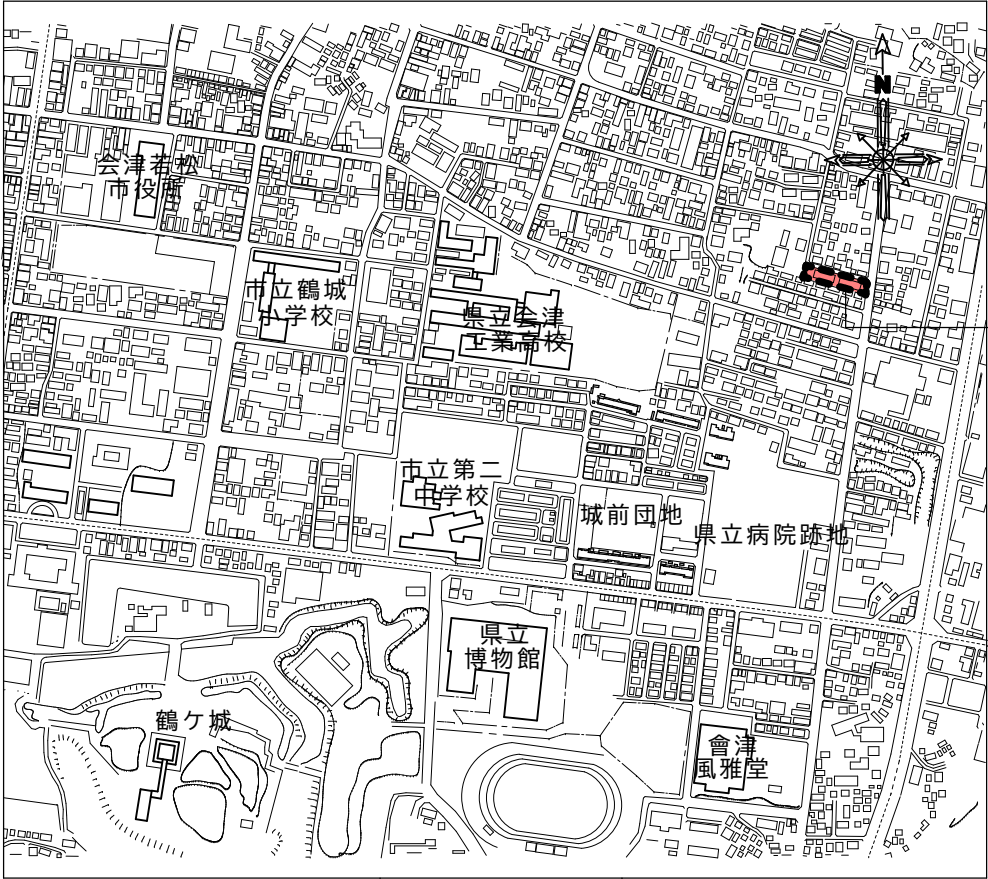 N
会津若松
市役所
市立鶴城
小学校
県立会津
工業高校
市立第二
中学校
城前団地
県立病院跡地
県立
博物館
鶴ケ城
會津
風雅堂